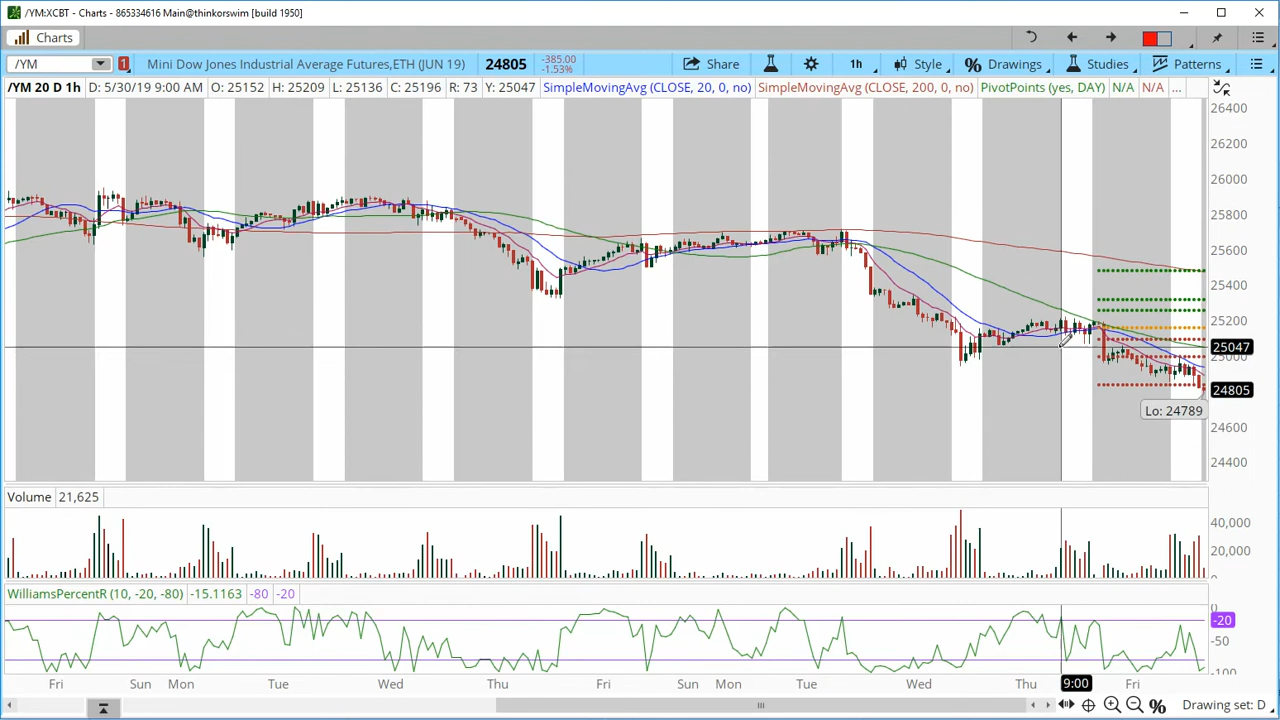 /YM:XCBT - Charts - 865334616 Main@thinkorswim [build 1950]
Charts
/YM
1
Mini Dow Jones Industrial Average Futures,ETH (JUN 19)
24805
-385.00
-1.53%
Share
1h
Style
Drawings
Studies
Patterns
/YM 20 D 1h
D: 5/30/19 9:00 AM
O: 25152
H: 25209
L: 25136
C: 25196
R: 73
Y: 25047
SimpleMovingAvg (CLOSE, 20, 0, no)
SimpleMovingAvg (CLOSE, 200, 0, no)
PivotPoints (yes, DAY)
N/A
N/A
...
26400
26200
26000
25800
25600
25400
25200
25047
25000
24805
Lo: 24789
24600
24400
Volume
21,625
40,000
20,000
WilliamsPercentR (10, -20, -80)
-15.1163
-80
-20
0
-20
-50
-100
Fri
Sun
Mon
Tue
Wed
Thu
Fri
Sun
Mon
Tue
Wed
Thu
9:00
Fri
Drawing set: D